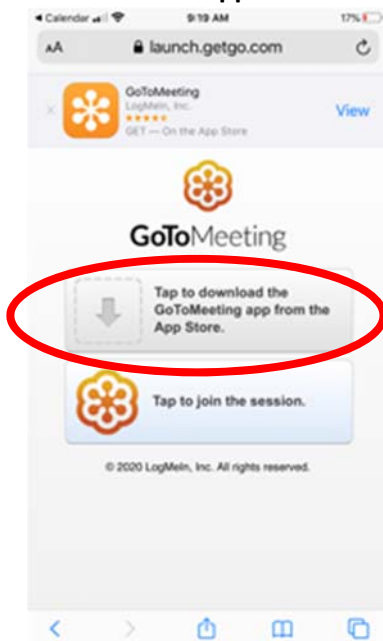 Calendar 9:19 AM 17%
AA launch.getgo.com
GoToMeeting
LogMeIn, Inc.
GET — On the App Store
View
GoToMeeting
Tap to download the
GoToMeeting app from the
App Store.
Tap to join the session.
© 2020 LogMeIn, Inc. All rights reserved.